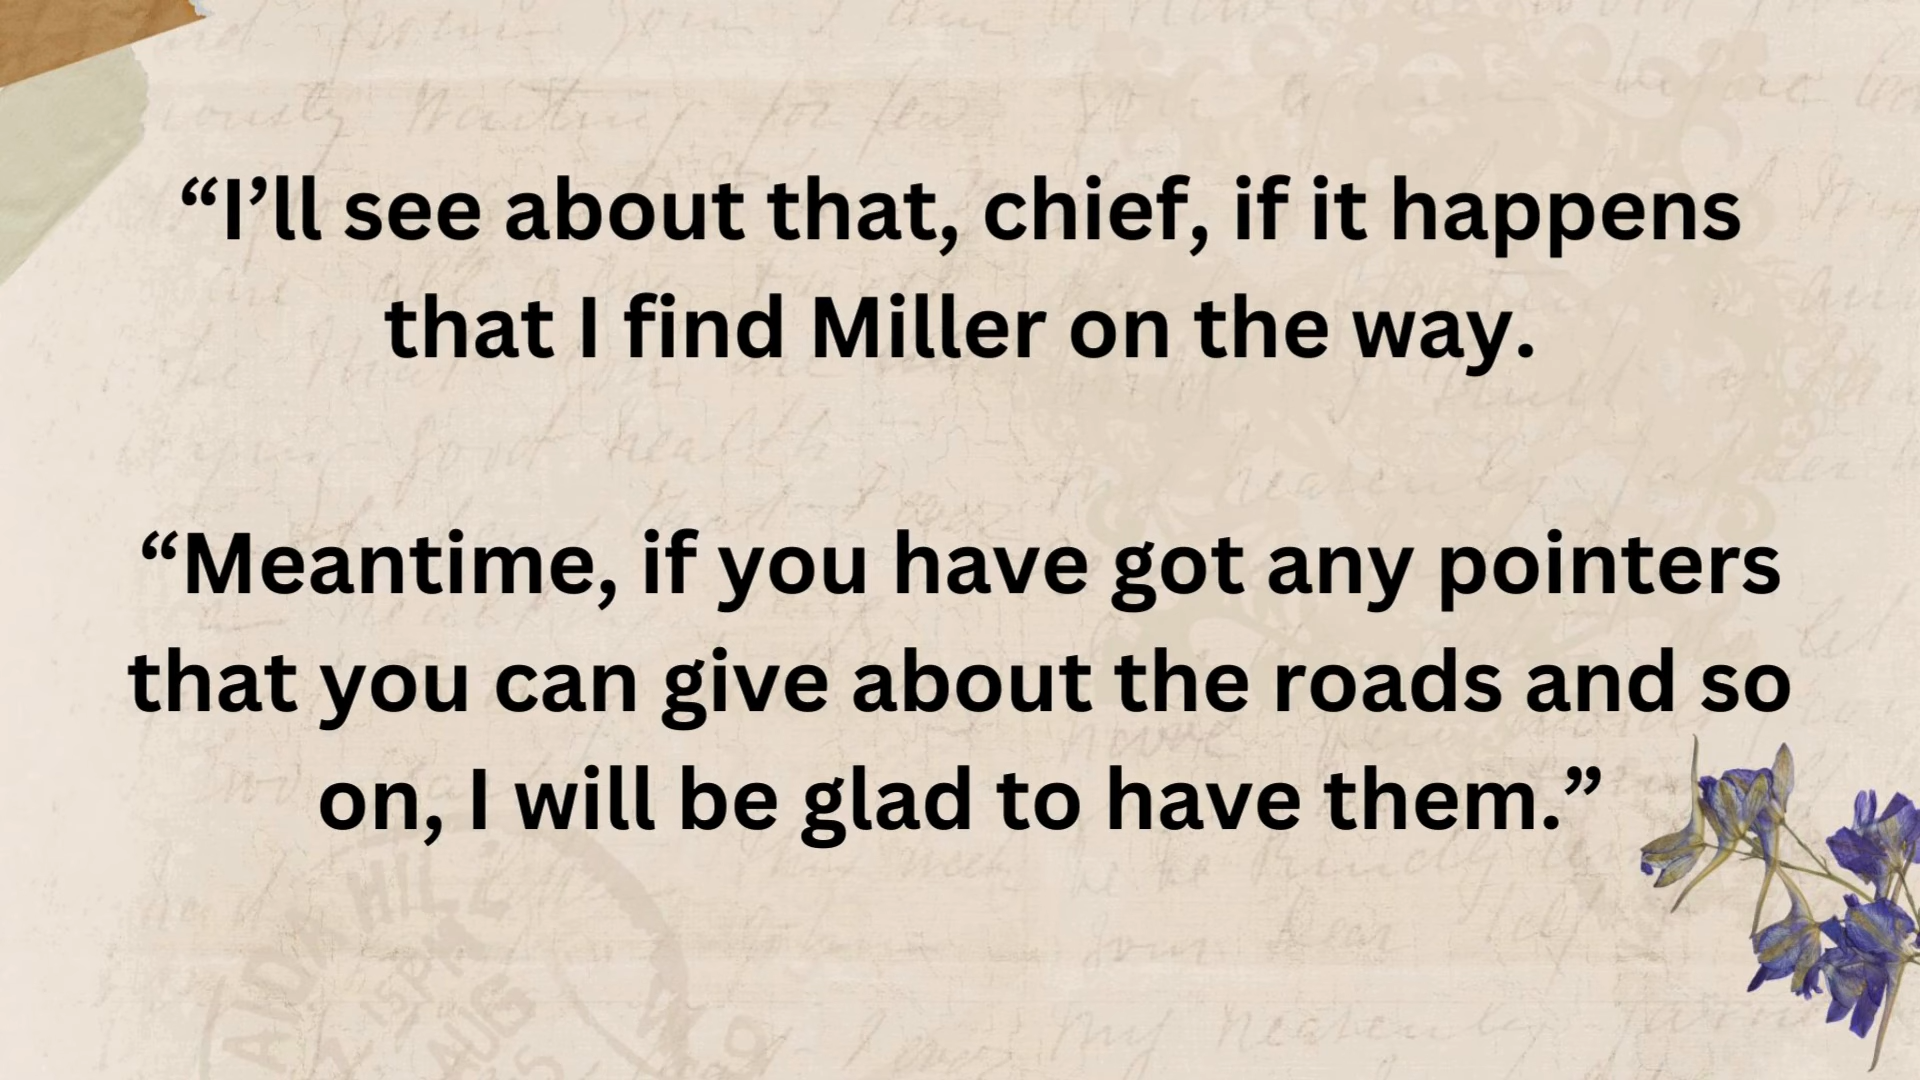 “I’ll see about that, chief, if it happens
that I find Miller on the way.
“Meantime, if you have got any pointers
that you can give about the roads and so
on, I will be glad to have them.”